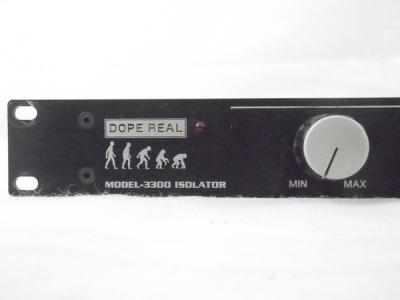 DOPE REAL
MODEL-3300 ISOLATOR
MIN MAX